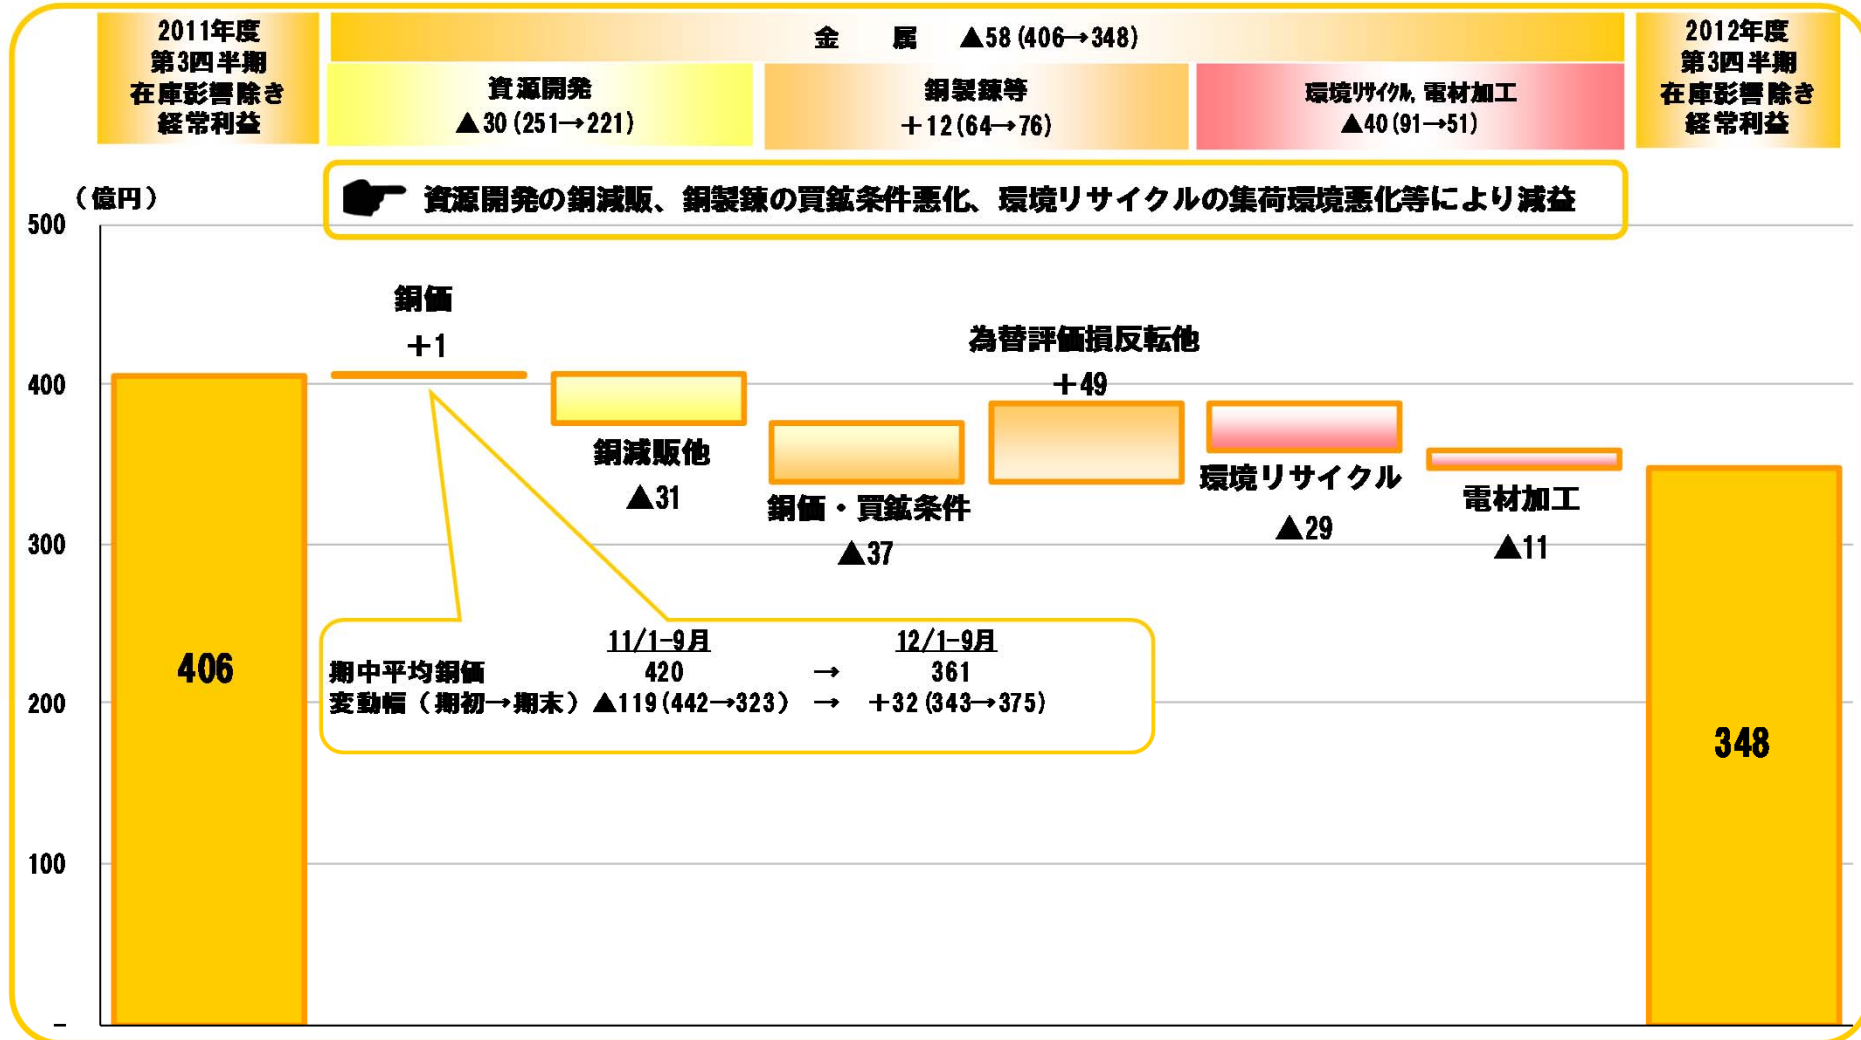 2011年度
第3四半期
在庫影響除き
経常利益
金　　属　▲58(406→348)
資源開発
▲30(251→221)
銅製錬等
＋12(64→76)
環境ﾘｻｲｸﾙ, 電材加工
▲40(91→51)
2012年度
第3四半期
在庫影響除き
経常利益
資源開発の銅減販、銅製錬の買鉱条件悪化、環境リサイクルの集荷環境悪化等により減益
（億円）
500
400
300
200
100
–
406
銅価
＋1
銅減販他
▲31
銅価・買鉱条件
▲37
為替評価損反転他
＋49
環境リサイクル
▲29
電材加工
▲11
348
11/1-9月　12/1-9月
期中平均銅価　420　→　361
変動幅（期初→期末）▲119(442→323)　→　＋32(343→375)